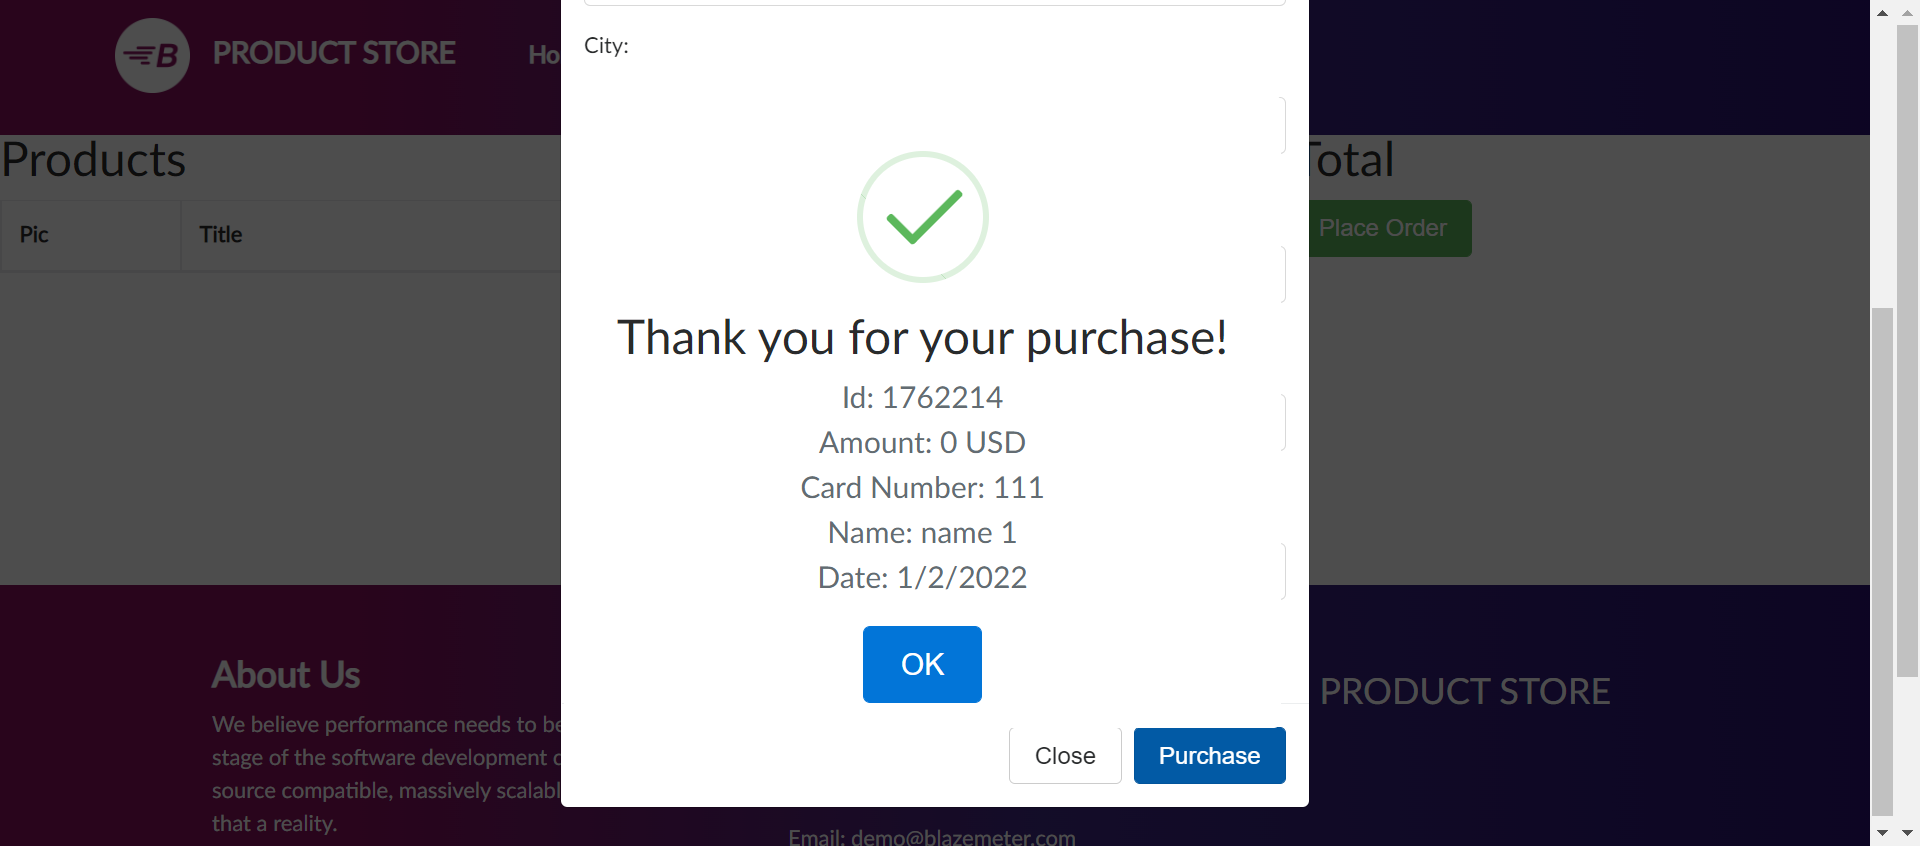 B PRODUCT STORE Ho
City:
Products
Total
Pic Title
Place Order
Thank you for your purchase!
Id: 1762214
Amount: 0 USD
Card Number: 111
Name: name 1
Date: 1/2/2022
OK
Close Purchase
About Us
We believe performance needs to be
stage of the software development
source compatible, massively scalabl
that a reality.
PRODUCT STORE
Email: demo@blazemeter.com